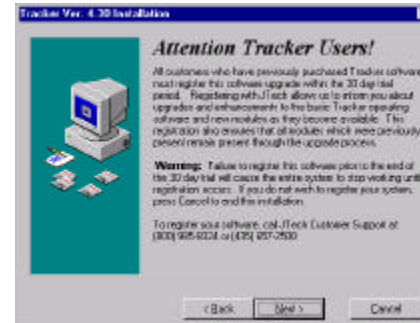 Tracker Ver. 4.30 Installation
Attention Tracker Users!
All customers who have previously purchased Tracker software
must register this software upgrade within the 30 day trial
period. Registering with JTech allows us to inform you about
upgrades and enhancements to the basic Tracker operating
software and new modules as they become available. This
registration also ensures that all modules which were previously
present remain present through the upgrade process.
Warning: Failure to register this software prior to the end of
the 30 day trial will cause the entire system to stop working until
registration occurs. If you do not wish to register your system,
press Cancel to end this installation.
To register your software, call JTech Customer Support at
(800) 985-8324 or (435) 657-2500
< Back
Next >
Cancel